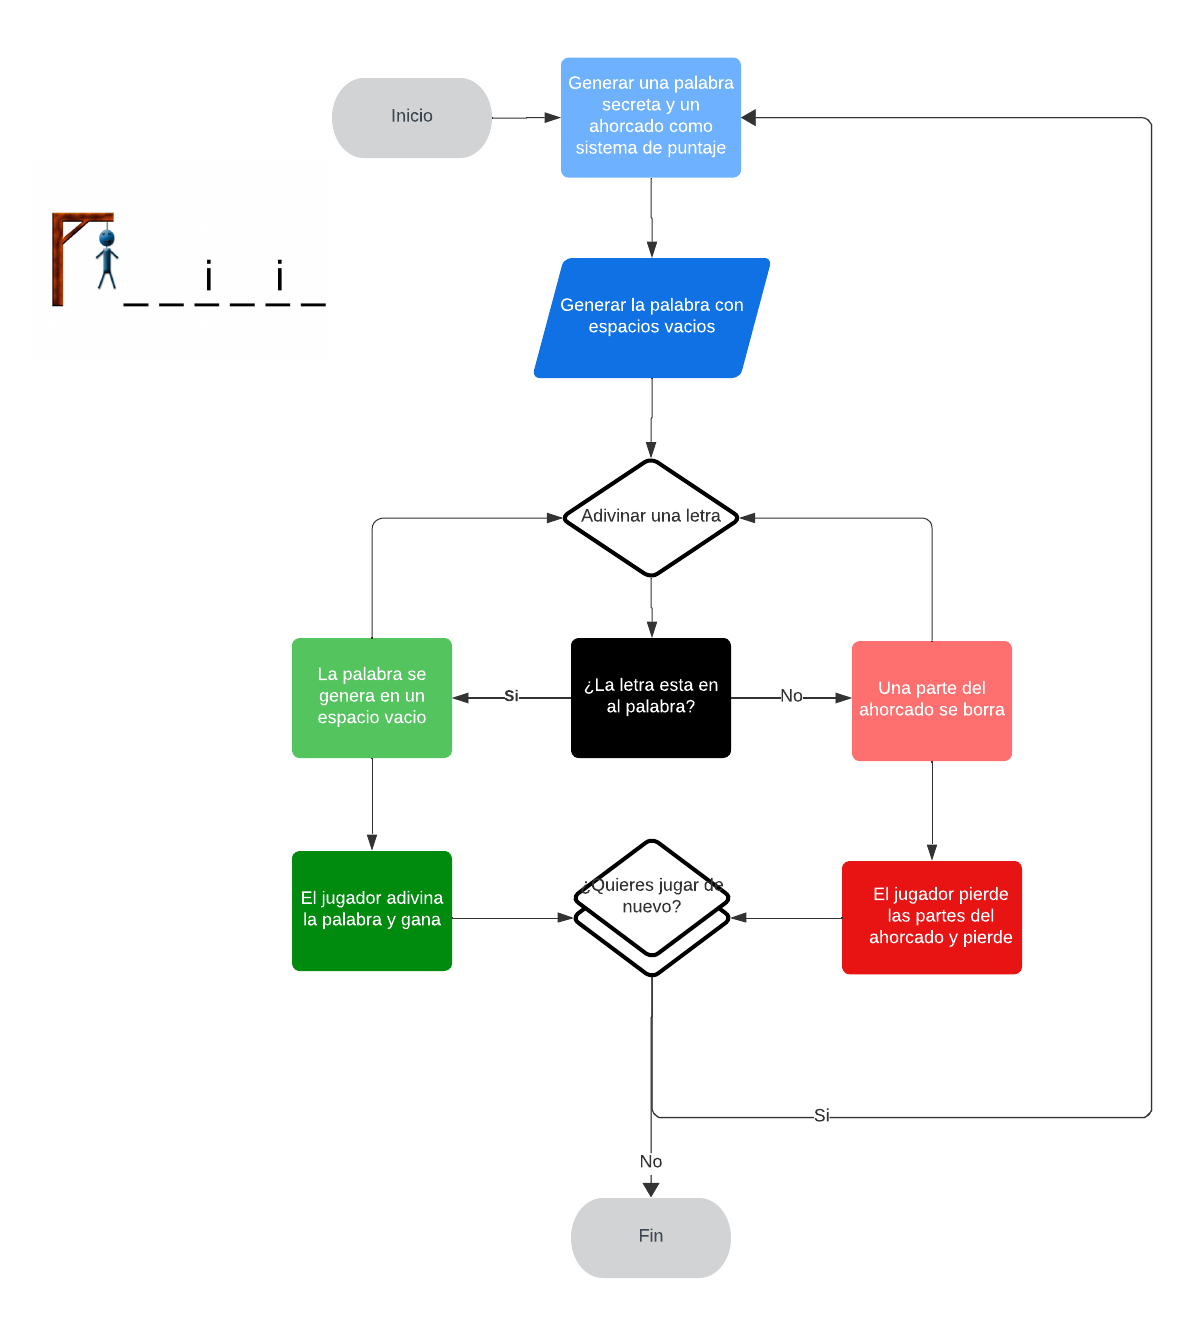 Inicio
Generar una palabra
secreta y un
ahorcado como
sistema de puntaje
i i
Generar la palabra con
espacios vacios
Adivinar una letra
La palabra se
genera en un
espacio vacio
Si
¿La letra esta en
al palabra?
No
Una parte del
ahorcado se borra
El jugador adivina
la palabra y gana
¿Quieres jugar de
nuevo?
El jugador pierde
las partes del
ahorcado y pierde
Si
No
Fin